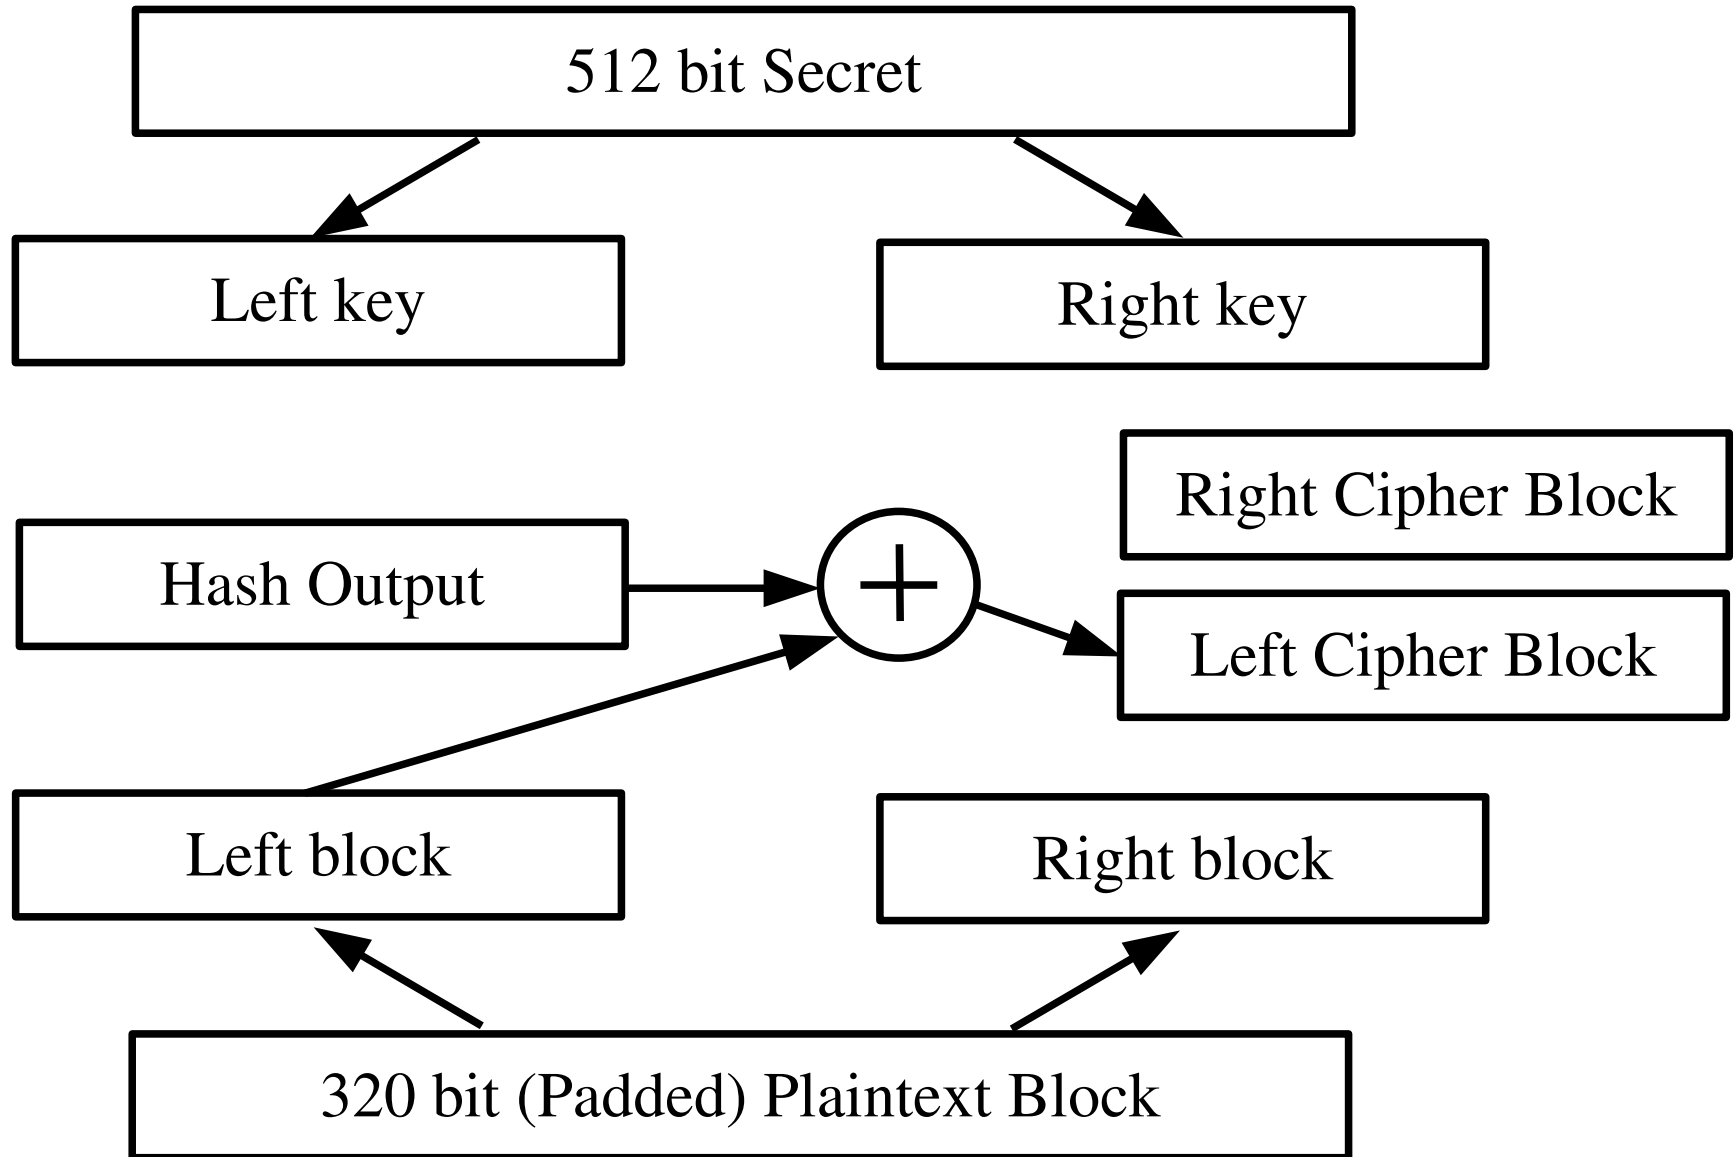 512 bit Secret
Left key
Right key
Right Cipher Block
Hash Output
Left Cipher Block
Left block
Right block
320 bit (Padded) Plaintext Block